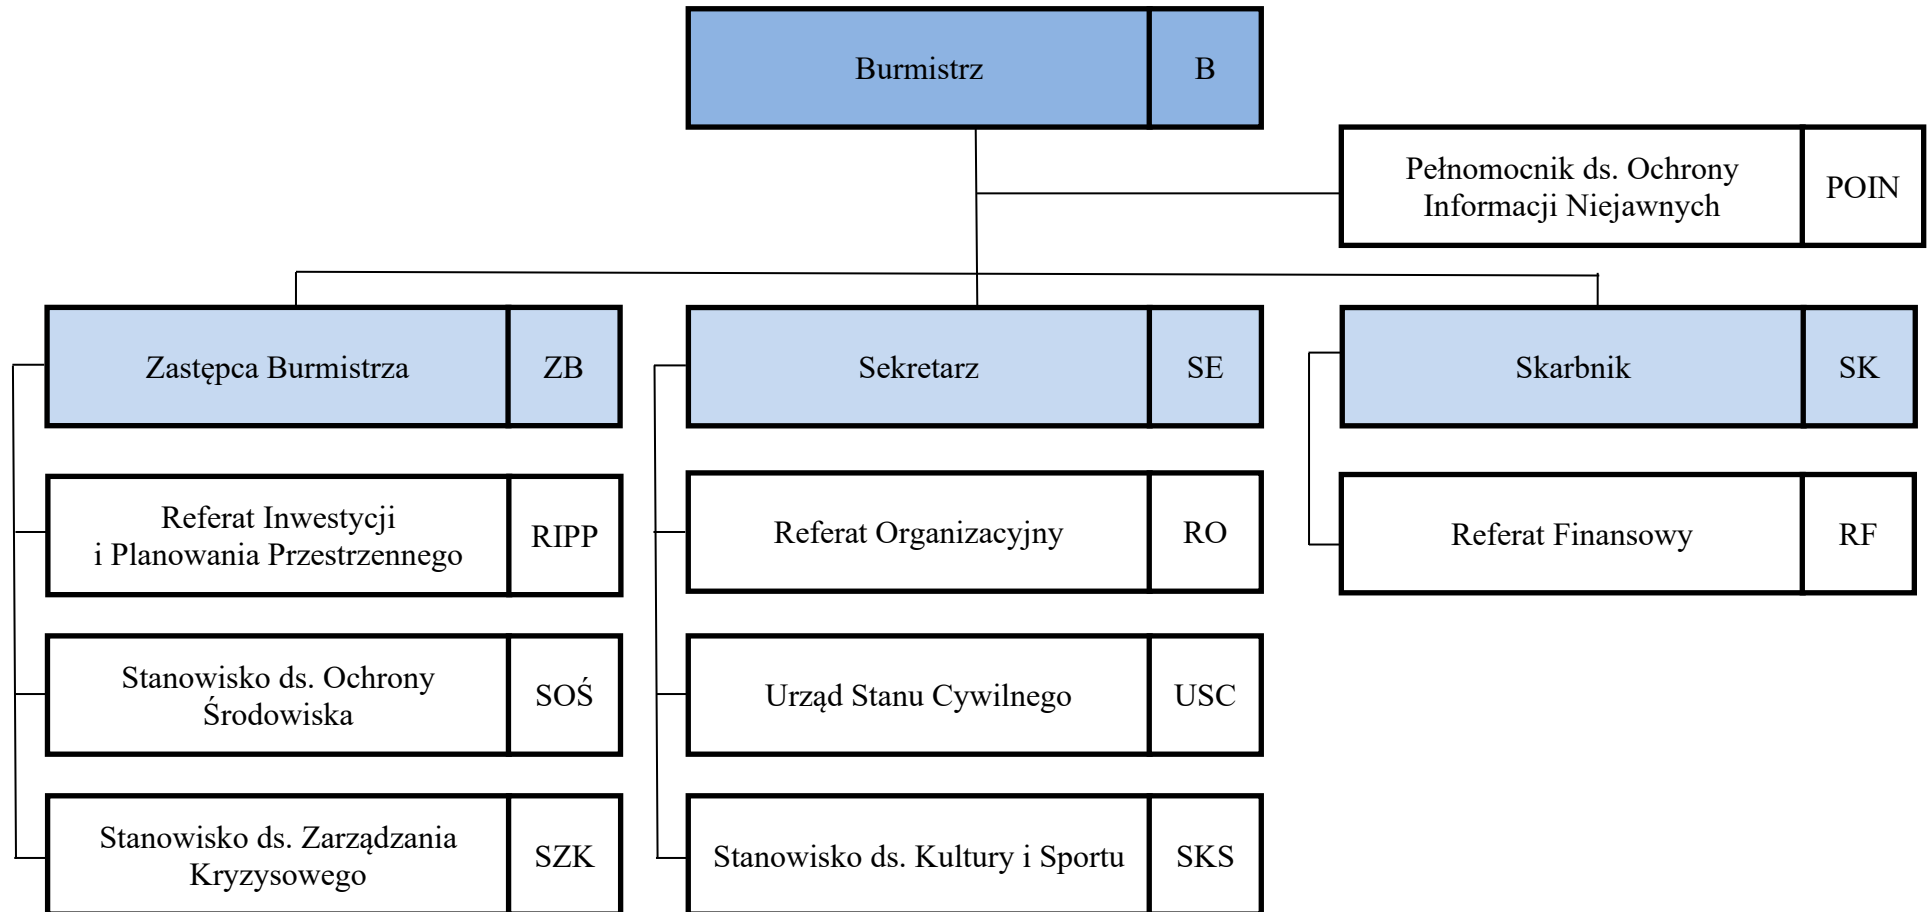 Burmistrz B
Pełnomocnik ds. Ochrony
Informacji Niejawnych POIN
Zastępca Burmistrza ZB
Sekretarz SE
Skarbnik SK
Referat Inwestycji
i Planowania Przestrzennego RIPP
Referat Organizacyjny RO
Referat Finansowy RF
Stanowisko ds. Ochrony
Środowiska SOŚ
Urząd Stanu Cywilnego USC
Stanowisko ds. Zarządzania
Kryzysowego SZK
Stanowisko ds. Kultury i Sportu SKS